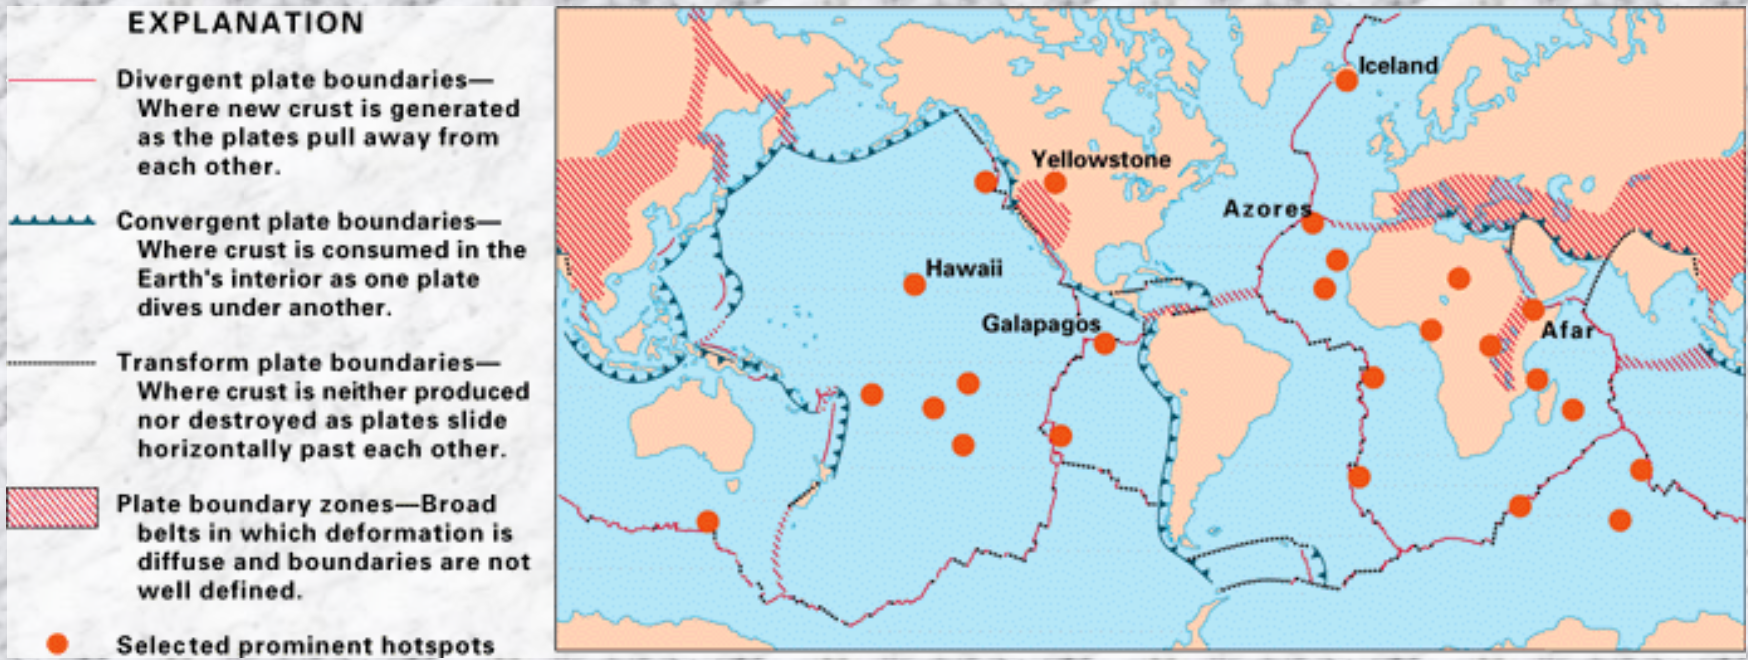 EXPLANATION
Divergent plate boundaries—
Where new crust is generated
as the plates pull away from
each other.
Convergent plate boundaries—
Where crust is consumed in the
Earth's interior as one plate
dives under another.
Transform plate boundaries—
Where crust is neither produced
nor destroyed as plates slide
horizontally past each other.
Plate boundary zones—Broad
belts in which deformation is
diffuse and boundaries are not
well defined.
Selected prominent hotspots
Iceland
Yellowstone
Azores
Hawaii
Galapagos
Afar